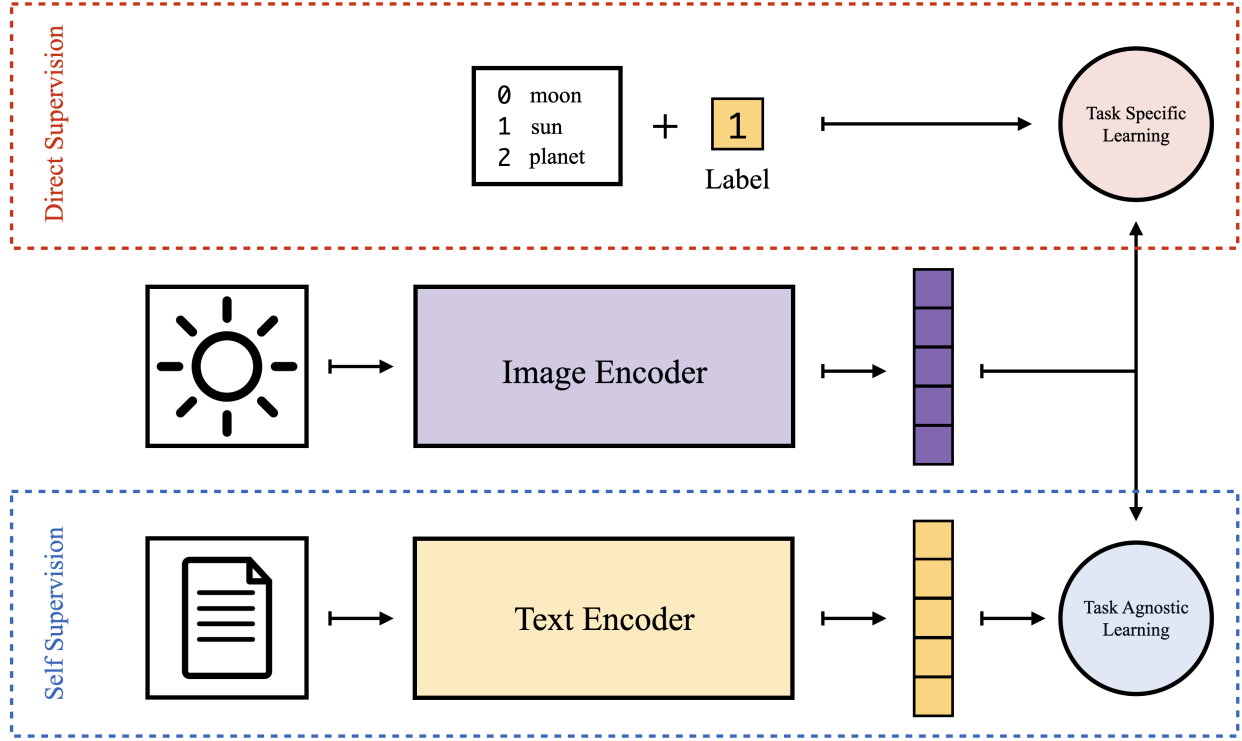 Direct Supervision
0 moon
1 sun
2 planet
+
1
Label
Task Specific
Learning
Image Encoder
Self Supervision
Text Encoder
Task Agnostic
Learning